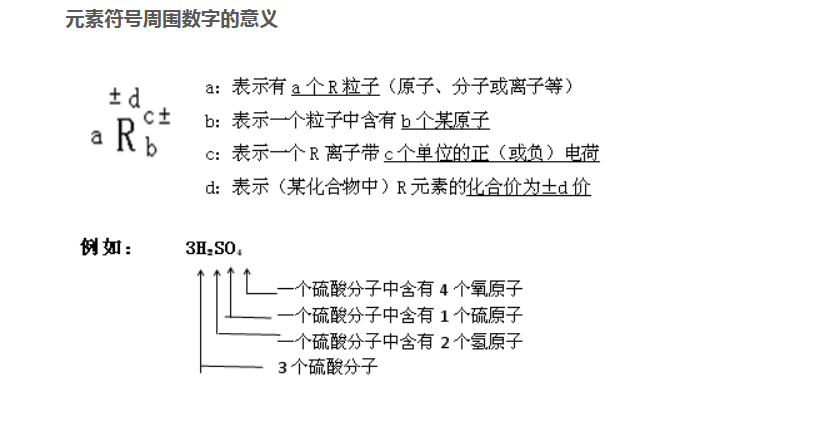 元素符号周围数字的意义
±d
c±
a R b
a：表示有 a 个 R 粒子（原子、分子或离子等）
b：表示一个粒子中含有 b 个某原子
c：表示一个 R 离子带 c 个单位的正（或负）电荷
d：表示（某化合物中）R 元素的化合价为±d 价
例如： 3H₂SO₄
一个硫酸分子中含有 4 个氧原子
一个硫酸分子中含有 1 个硫原子
一个硫酸分子中含有 2 个氢原子
3 个硫酸分子